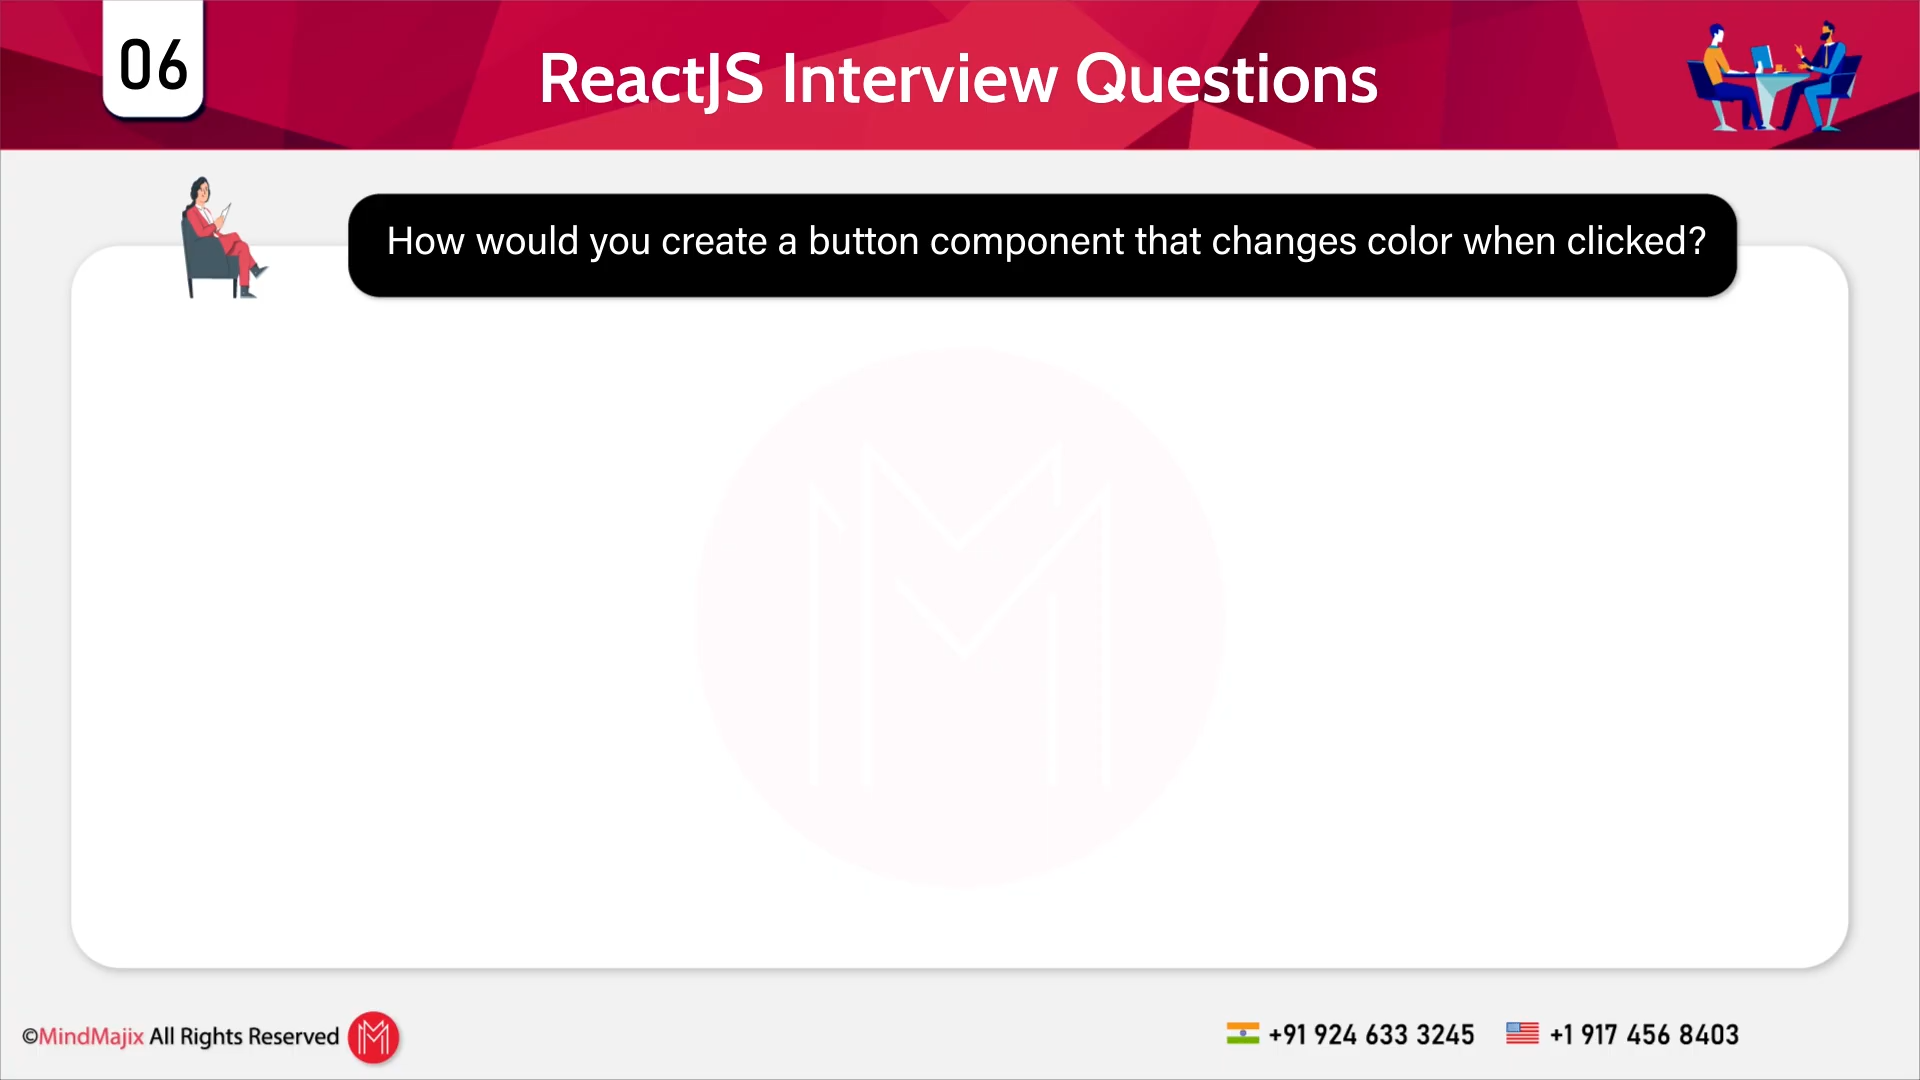 06
ReactJS Interview Questions
How would you create a button component that changes color when clicked?
©MindMajix All Rights Reserved
+91 924 633 3245
+1 917 456 8403